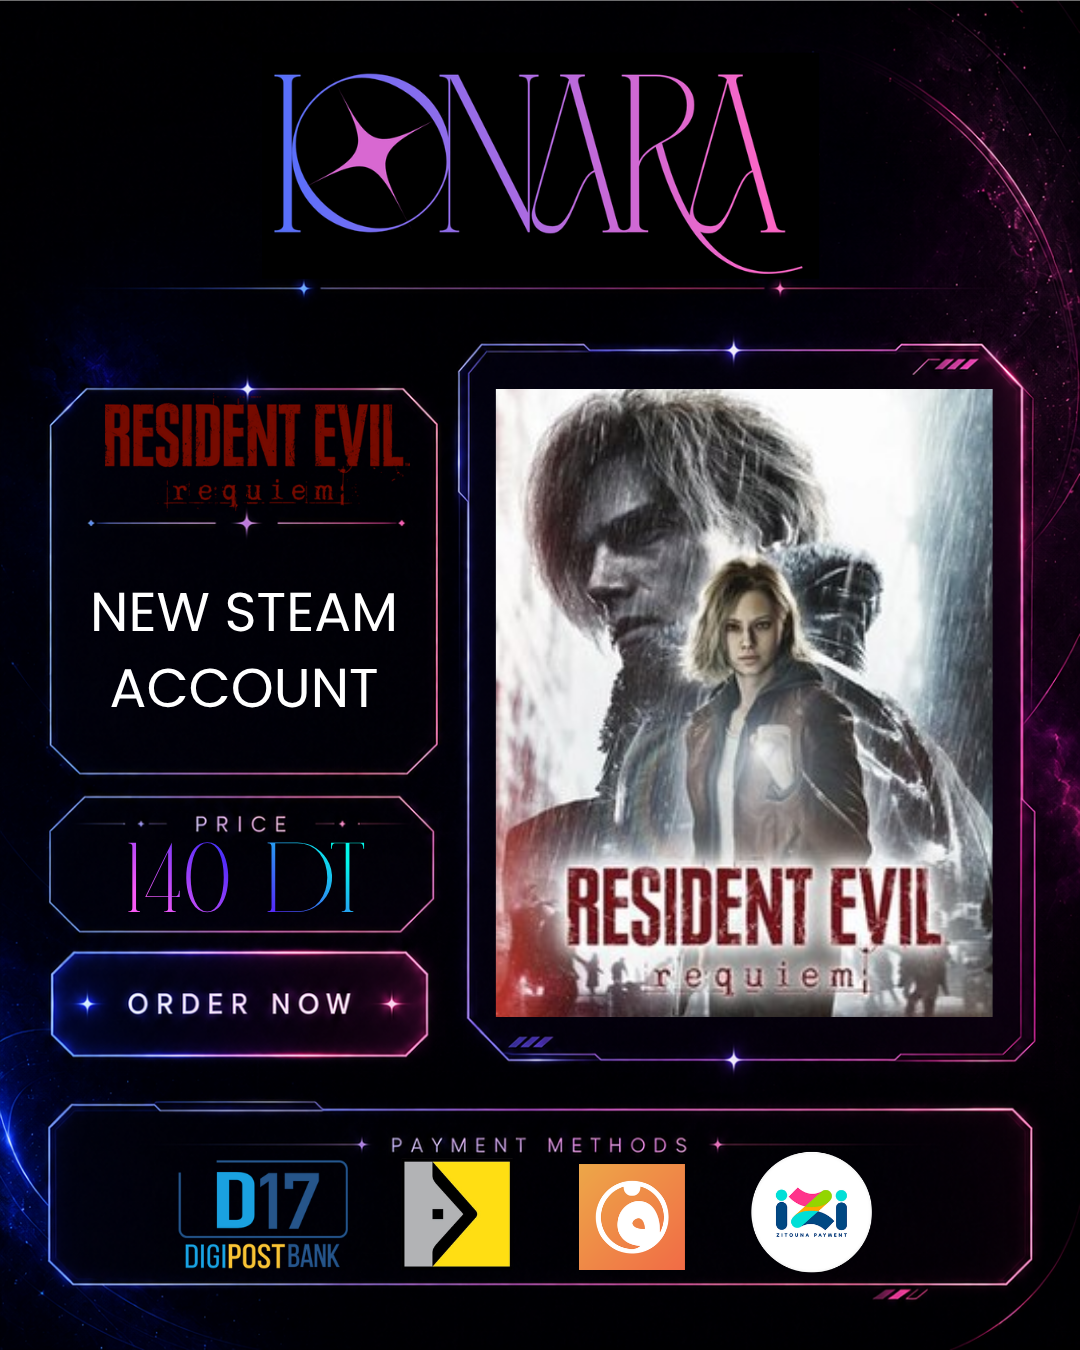 IONARA
RESIDENT EVIL
requiem
NEW STEAM
ACCOUNT
PRICE
140 DT
ORDER NOW
RESIDENT EVIL
requiem
PAYMENT METHODS
D17
DIGIPOSTBANK
izi
ZITOUNA PAYMENT